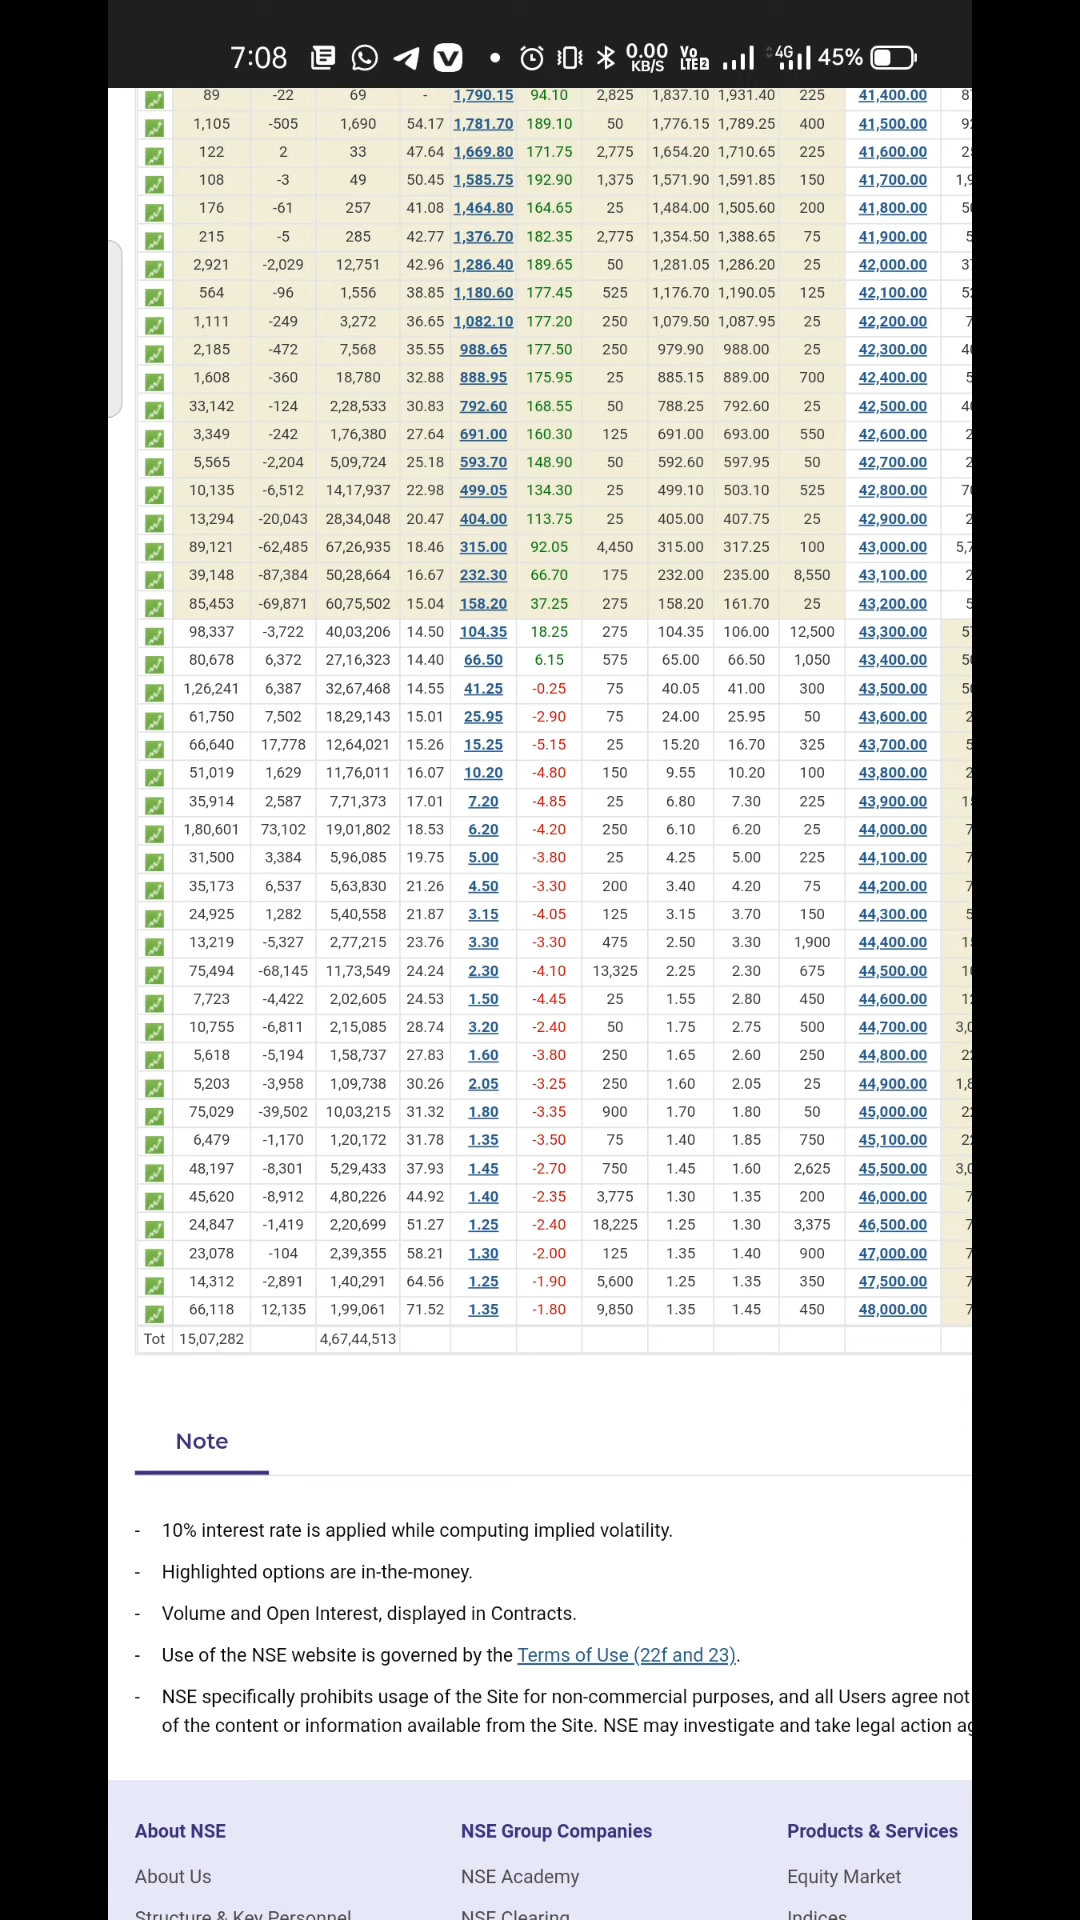 7:08 0.00 KB/S Vo LTE2 4G 45%
89 -22 69 - 1,790.15 94.10 2,825 1,837.10 1,931.40 225 41,400.00
1,105 -505 1,690 54.17 1,781.70 189.10 50 1,776.15 1,789.25 400 41,500.00
122 2 33 47.64 1,669.80 171.75 2,775 1,654.20 1,710.65 225 41,600.00
108 -3 49 50.45 1,585.75 192.90 1,375 1,571.90 1,591.85 150 41,700.00
176 -61 257 41.08 1,464.80 164.65 25 1,484.00 1,505.60 200 41,800.00
215 -5 285 42.77 1,376.70 182.35 2,775 1,354.50 1,388.65 75 41,900.00
2,921 -2,029 12,751 42.96 1,286.40 189.65 50 1,281.05 1,286.20 25 42,000.00
564 -96 1,556 38.85 1,180.60 177.45 525 1,176.70 1,190.05 125 42,100.00
1,111 -249 3,272 36.65 1,082.10 177.20 250 1,079.50 1,087.95 25 42,200.00
2,185 -472 7,568 35.55 988.65 177.50 250 979.90 988.00 25 42,300.00
1,608 -360 18,780 32.88 888.95 175.95 25 885.15 889.00 700 42,400.00
33,142 -124 2,28,533 30.83 792.60 168.55 50 788.25 792.60 25 42,500.00
3,349 -242 1,76,380 27.64 691.00 160.30 125 691.00 693.00 550 42,600.00
5,565 -2,204 5,09,724 25.18 593.70 148.90 50 592.60 597.95 50 42,700.00
10,135 -6,512 14,17,937 22.98 499.05 134.30 25 499.10 503.10 525 42,800.00
13,294 -20,043 28,34,048 20.47 404.00 113.75 25 405.00 407.75 25 42,900.00
89,121 -62,485 67,26,935 18.46 315.00 92.05 4,450 315.00 317.25 100 43,000.00
39,148 -87,384 50,28,664 16.67 232.30 66.70 175 232.00 235.00 8,550 43,100.00
85,453 -69,871 60,75,502 15.04 158.20 37.25 275 158.20 161.70 25 43,200.00
98,337 -3,722 40,03,206 14.50 104.35 18.25 275 104.35 106.00 12,500 43,300.00
80,678 6,372 27,16,323 14.40 66.50 6.15 575 65.00 66.50 1,050 43,400.00
1,26,241 6,387 32,67,468 14.55 41.25 -0.25 75 40.05 41.00 300 43,500.00
61,750 7,502 18,29,143 15.01 25.95 -2.90 75 24.00 25.95 50 43,600.00
66,640 17,778 12,64,021 15.26 15.25 -5.15 25 15.20 16.70 325 43,700.00
51,019 1,629 11,76,011 16.07 10.20 -4.80 150 9.55 10.20 100 43,800.00
35,914 2,587 7,71,373 17.01 7.20 -4.85 25 6.80 7.30 225 43,900.00
1,80,601 73,102 19,01,802 18.53 6.20 -4.20 250 6.10 6.20 25 44,000.00
31,500 3,384 5,96,085 19.75 5.00 -3.80 25 4.25 5.00 225 44,100.00
35,173 6,537 5,63,830 21.26 4.50 -3.30 200 3.40 4.20 75 44,200.00
24,925 1,282 5,40,558 21.87 3.15 -4.05 125 3.15 3.70 150 44,300.00
13,219 -5,327 2,77,215 23.76 3.30 -3.30 475 2.50 3.30 1,900 44,400.00
75,494 -68,145 11,73,549 24.24 2.30 -4.10 13,325 2.25 2.30 675 44,500.00
7,723 -4,422 2,02,605 24.53 1.50 -4.45 25 1.55 2.80 450 44,600.00
10,755 -6,811 2,15,085 28.74 3.20 -2.40 50 1.75 2.75 500 44,700.00
5,618 -5,194 1,58,737 27.83 1.60 -3.80 250 1.65 2.60 250 44,800.00
5,203 -3,958 1,09,738 30.26 2.05 -3.25 250 1.60 2.05 25 44,900.00
75,029 -39,502 10,03,215 31.32 1.80 -3.35 900 1.70 1.80 50 45,000.00
6,479 -1,170 1,20,172 31.78 1.35 -3.50 75 1.40 1.85 750 45,100.00
48,197 -8,301 5,29,433 37.93 1.45 -2.70 750 1.45 1.60 2,625 45,500.00
45,620 -8,912 4,80,226 44.92 1.40 -2.35 3,775 1.30 1.35 200 46,000.00
24,847 -1,419 2,20,699 51.27 1.25 -2.40 18,225 1.25 1.30 3,375 46,500.00
23,078 -104 2,39,355 58.21 1.30 -2.00 125 1.35 1.40 900 47,000.00
14,312 -2,891 1,40,291 64.56 1.25 -1.90 5,600 1.25 1.35 350 47,500.00
66,118 12,135 1,99,061 71.52 1.35 -1.80 9,850 1.35 1.45 450 48,000.00
Tot 15,07,282 4,67,44,513
Note
- 10% interest rate is applied while computing implied volatility.
- Highlighted options are in-the-money.
- Volume and Open Interest, displayed in Contracts.
- Use of the NSE website is governed by the Terms of Use (22f and 23).
- NSE specifically prohibits usage of the Site for non-commercial purposes, and all Users agree not
of the content or information available from the Site. NSE may investigate and take legal action
About NSE NSE Group Companies Products & Services
About Us NSE Academy Equity Market
Structure & Key Personnel NSE Clearing Indices